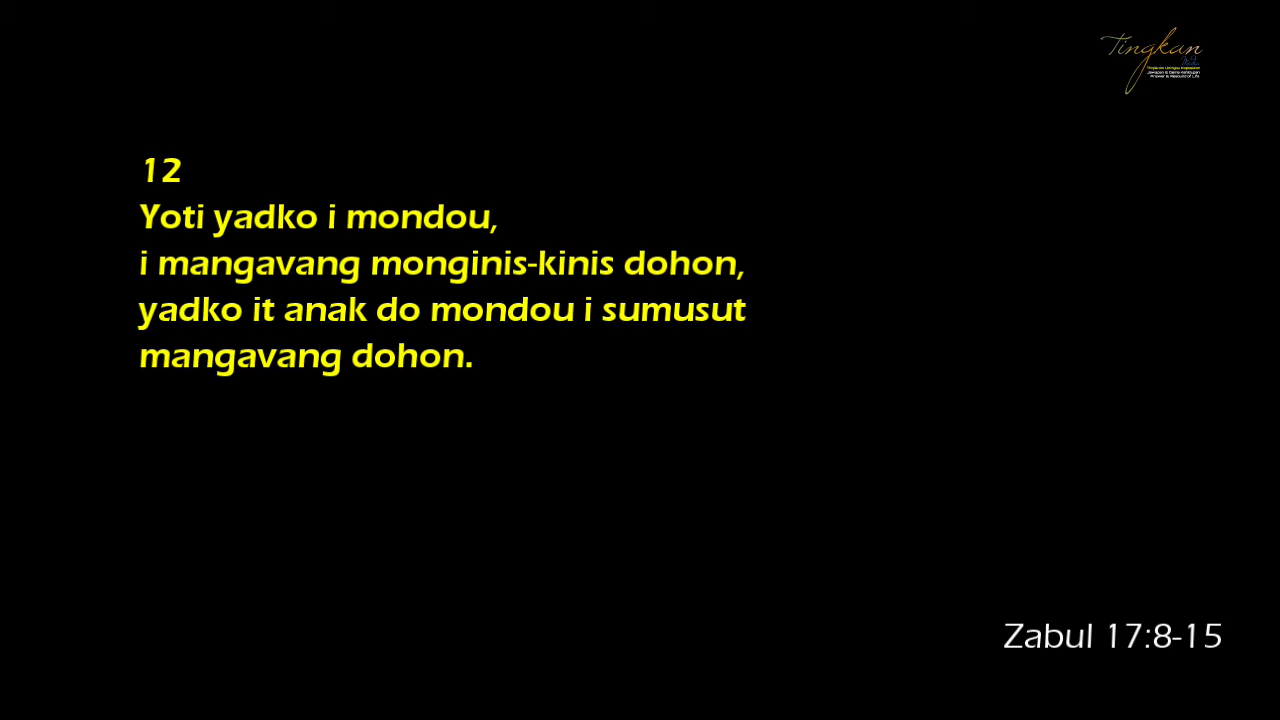 Tingkan
Media
12
Yoti yadko i mondou,
i mangavang monginis-kinis dohon,
yadko it anak do mondou i sumusut
mangavang dohon.
Zabul 17:8-15